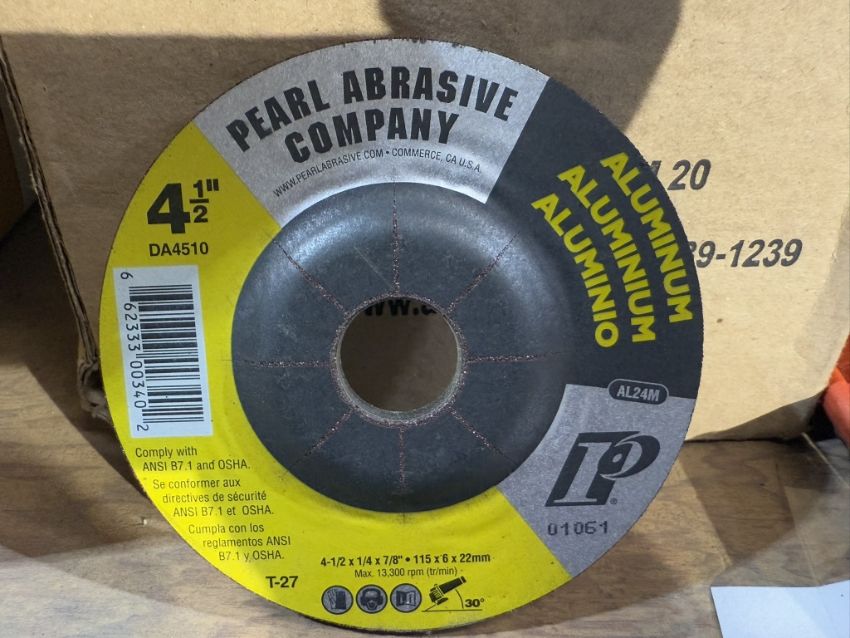 PEARL ABRASIVE
COMPANY
WWW.PEARLABRASIVE.COM • COMMERCE, CA U.S.A.
4 1/2"
DA4510
6 62333 00340 2
ALUMINUM
ALUMINIUM
ALUMINIO
AL24M
P
®
01061
Comply with
ANSI B7.1 and OSHA.
Se conformer aux
directives de sécurité
ANSI B7.1 et OSHA.
Cumpla con los
reglamentos ANSI
B7.1 y OSHA.
T-27
4-1/2 x 1/4 x 7/8" • 115 x 6 x 22mm
Max. 13,300 rpm (tr/min)
30°
20
9-1239